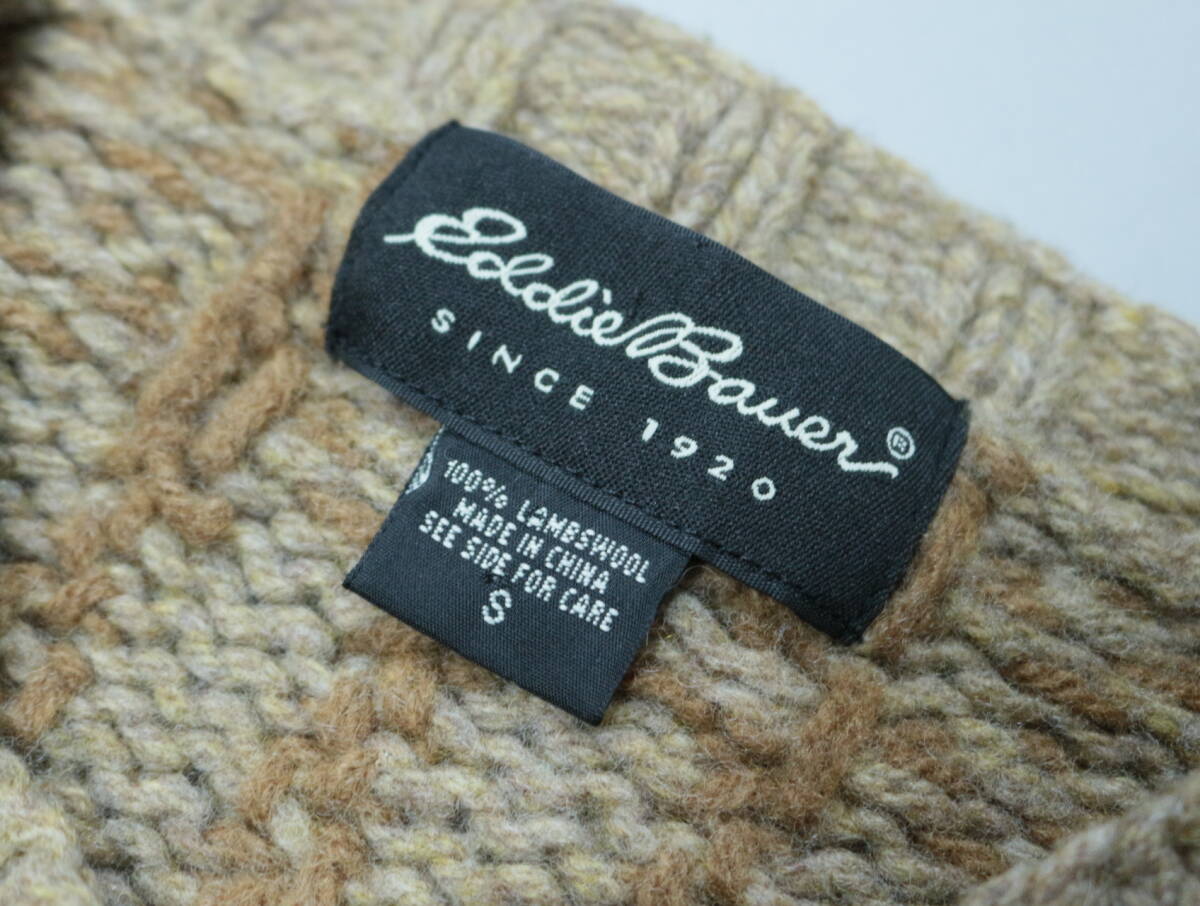 Eddie Bauer®
SINCE 1920
100% LAMBSWOOL
MADE IN CHINA
SEE SIDE FOR CARE
S